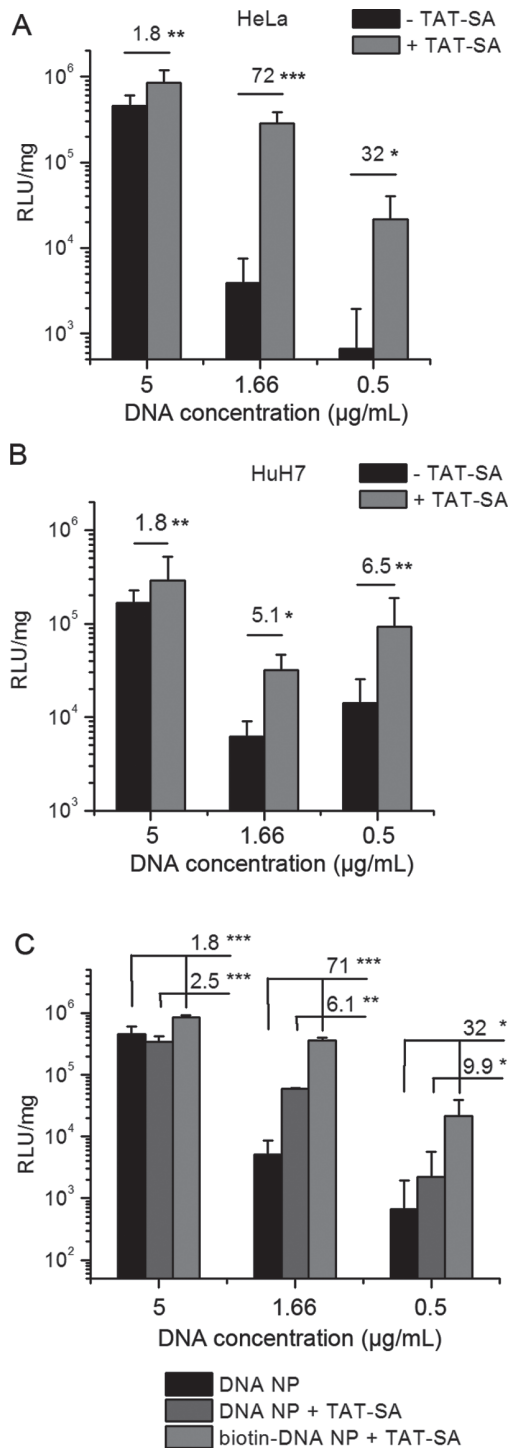 A
HeLa
- TAT-SA
+ TAT-SA
1.8 **
72 ***
32 *
10⁶
10⁵
10⁴
10³
RLU/mg
5 1.66 0.5
DNA concentration (µg/mL)
B
HuH7
- TAT-SA
+ TAT-SA
1.8 **
5.1 *
6.5 **
10⁶
10⁵
10⁴
10³
RLU/mg
5 1.66 0.5
DNA concentration (µg/mL)
C
1.8 ***
2.5 ***
71 ***
6.1 **
32 *
9.9 *
10⁶
10⁵
10⁴
10³
10²
RLU/mg
5 1.66 0.5
DNA concentration (µg/mL)
DNA NP
DNA NP + TAT-SA
biotin-DNA NP + TAT-SA